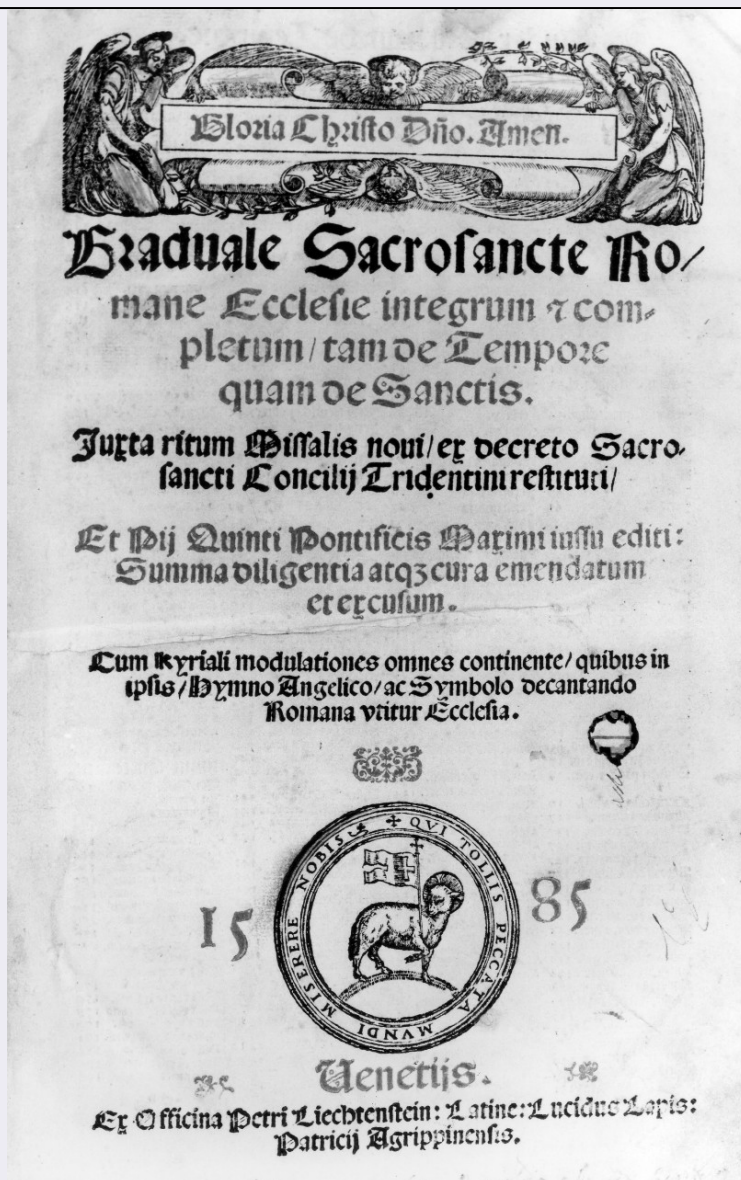 Gloria Christo Dño. Amen.
Graduale Sacrosancte Ro/
mane Ecclesie integrum ⁊ com⸗
pletum/ tam de Tempore
quam de Sanctis.
Juxta ritum Missalis noui/ ex decreto Sacro⸗
sancti Concilij Tridentini restituti/
Et Pij Quinti Pontificis Maximi iussu editi:
Summa diligentia atqꝫ cura emendatum
et excusum.
Cum Kyriali modulationes omnes continente/ quibus in
ipsis/ Hymno Angelico/ ac Symbolo decantando
Romana vtitur Ecclesia.
✢ QVI TOLLIS PECCATA MVNDI MISERERE NOBIS
15 85
Uenetijs.
Ex Officina Petri Liechtenstein: Latine: Lucidus Lapis:
Patricij Agrippinensis.